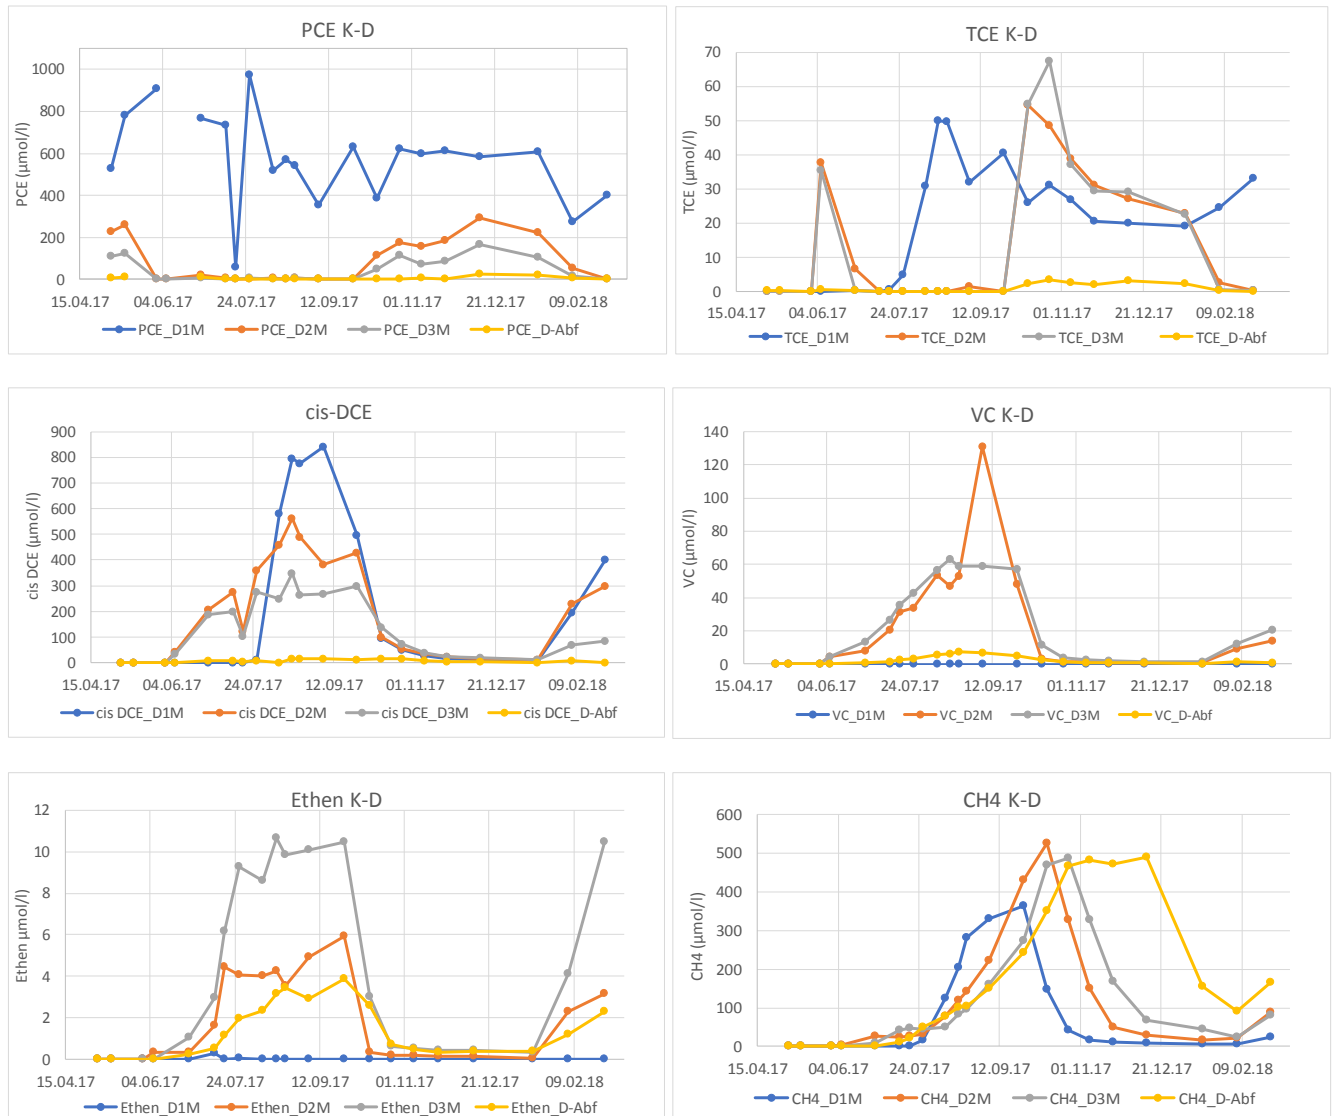 PCE K-D
PCE (µmol/l)
1000
800
600
400
200
0
15.04.17 04.06.17 24.07.17 12.09.17 01.11.17 21.12.17 09.02.18
PCE_D1M PCE_D2M PCE_D3M PCE_D-Abf
TCE K-D
TCE (µmol/l)
70
60
50
40
30
20
10
0
15.04.17 04.06.17 24.07.17 12.09.17 01.11.17 21.12.17 09.02.18
TCE_D1M TCE_D2M TCE_D3M TCE_D-Abf
cis-DCE
cis DCE (µmol/l)
900
800
700
600
500
400
300
200
100
0
15.04.17 04.06.17 24.07.17 12.09.17 01.11.17 21.12.17 09.02.18
cis DCE_D1M cis DCE_D2M cis DCE_D3M cis DCE_D-Abf
VC K-D
VC (µmol/l)
140
120
100
80
60
40
20
0
15.04.17 04.06.17 24.07.17 12.09.17 01.11.17 21.12.17 09.02.18
VC_D1M VC_D2M VC_D3M VC_D-Abf
Ethen K-D
Ethen µmol/l)
12
10
8
6
4
2
0
15.04.17 04.06.17 24.07.17 12.09.17 01.11.17 21.12.17 09.02.18
Ethen_D1M Ethen_D2M Ethen_D3M Ethen_D-Abf
CH4 K-D
CH4 (µmol/l)
600
500
400
300
200
100
0
15.04.17 04.06.17 24.07.17 12.09.17 01.11.17 21.12.17 09.02.18
CH4_D1M CH4_D2M CH4_D3M CH4_D-Abf